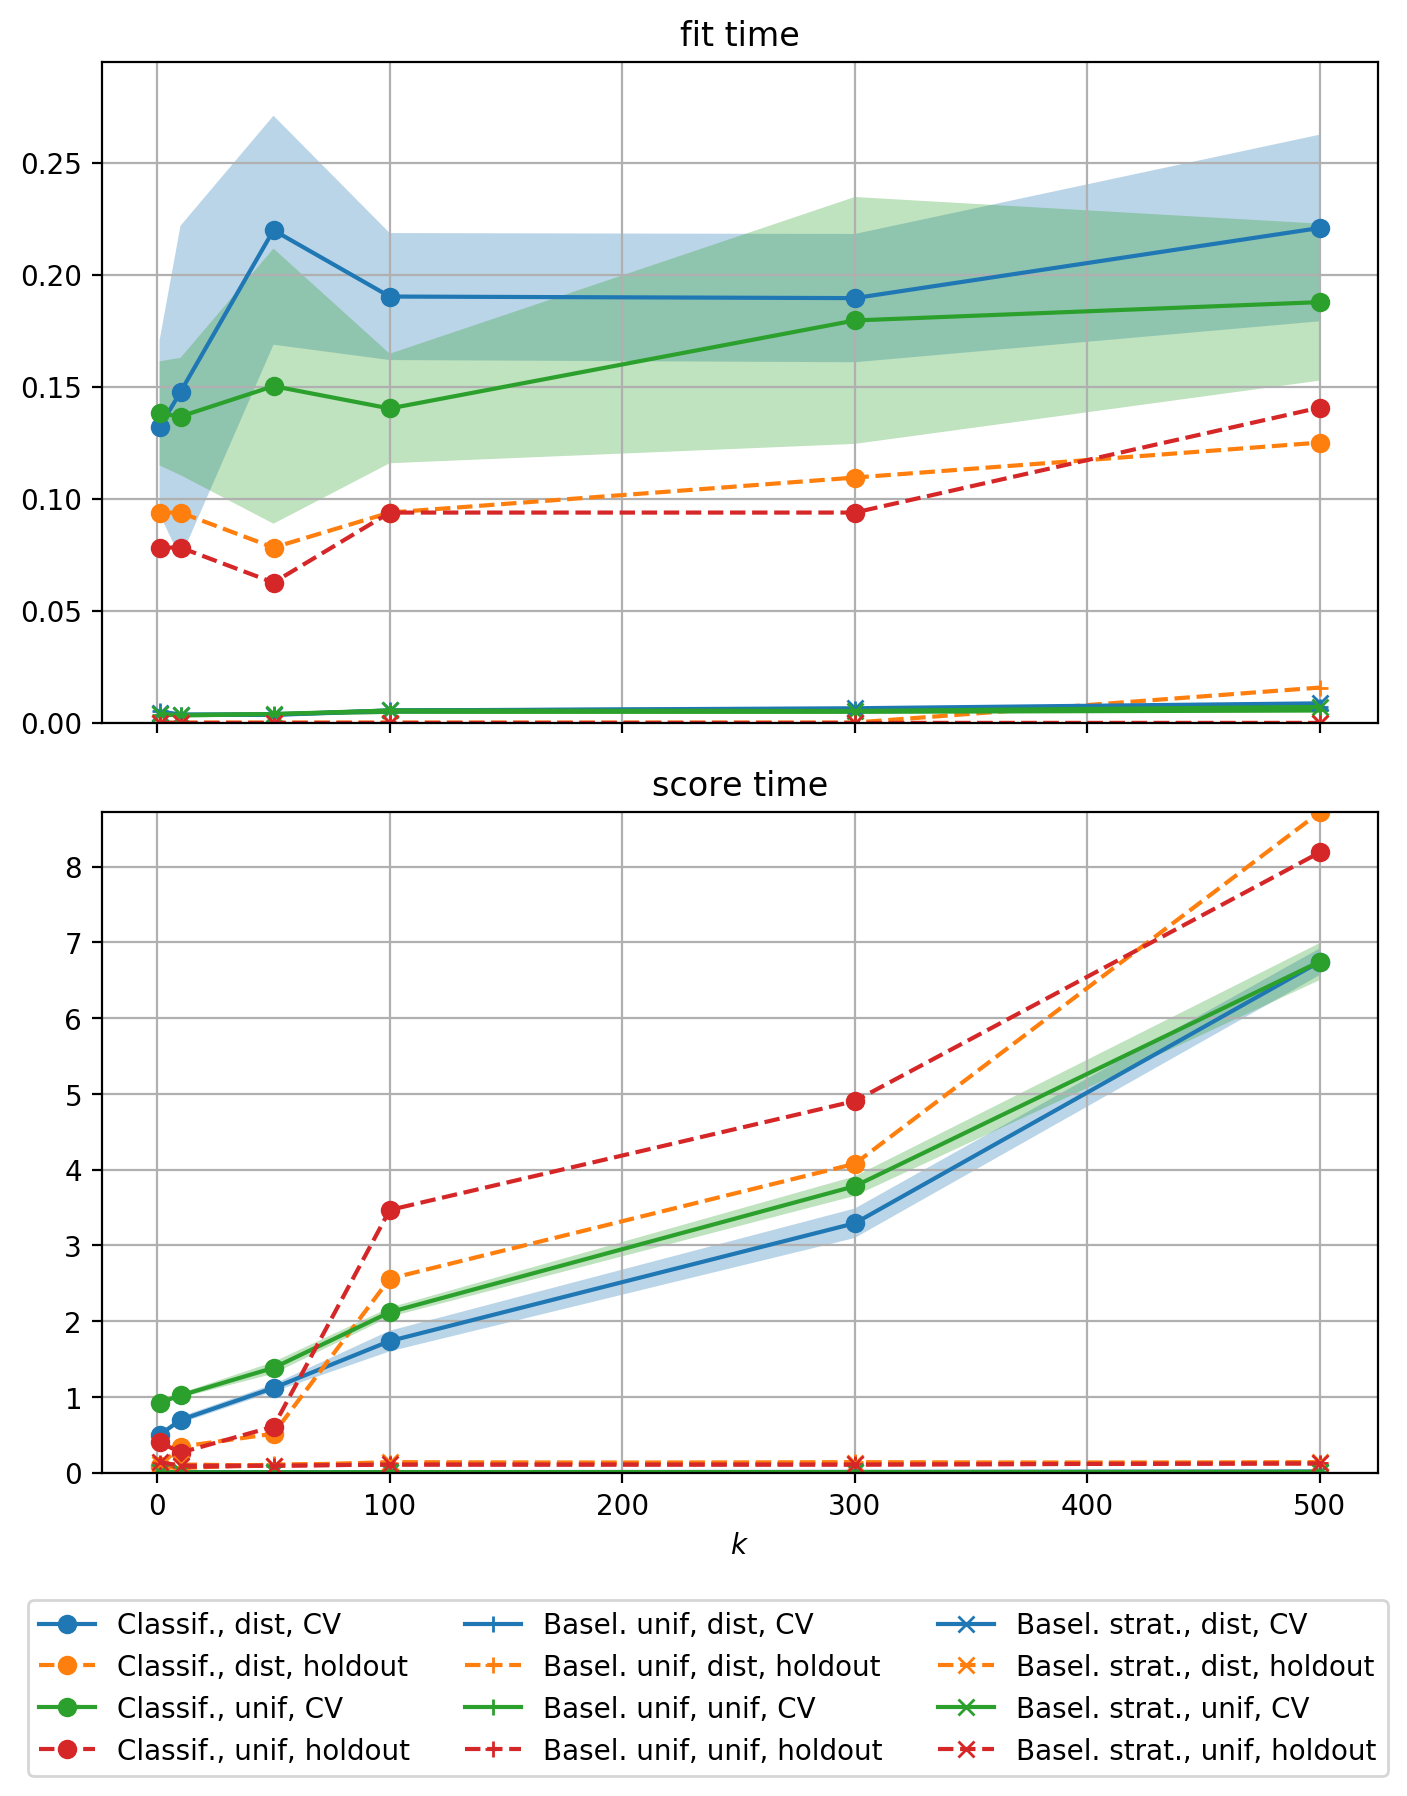 fit time
0.25
0.20
0.15
0.10
0.05
0.00
score time
8
7
6
5
4
3
2
1
0
0 100 200 300 400 500
k
Classif., dist, CV Basel. unif, dist, CV Basel. strat., dist, CV
Classif., dist, holdout Basel. unif, dist, holdout Basel. strat., dist, holdout
Classif., unif, CV Basel. unif, unif, CV Basel. strat., unif, CV
Classif., unif, holdout Basel. unif, unif, holdout Basel. strat., unif, holdout